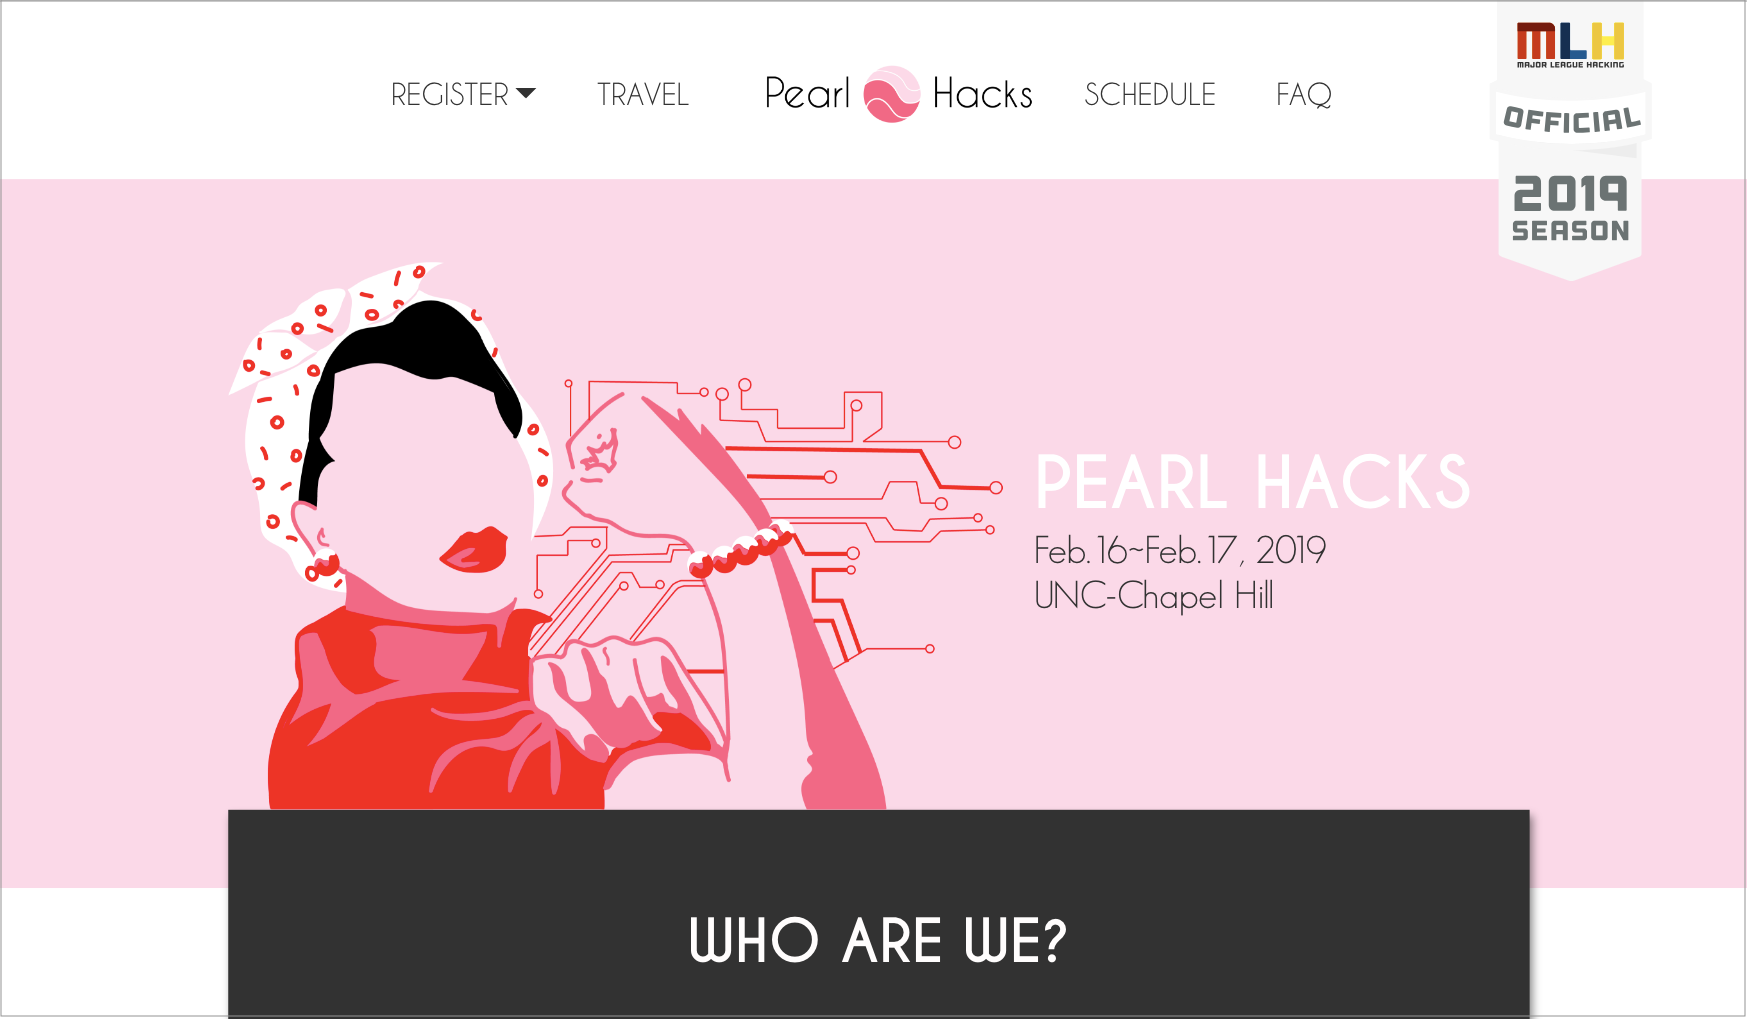 REGISTER
TRAVEL
Pearl Hacks
SCHEDULE
FAQ
MLH
MAJOR LEAGUE HACKING
OFFICIAL
2019
SEASON
PEARL HACKS
Feb.16~Feb.17, 2019
UNC-Chapel Hill
WHO ARE WE?